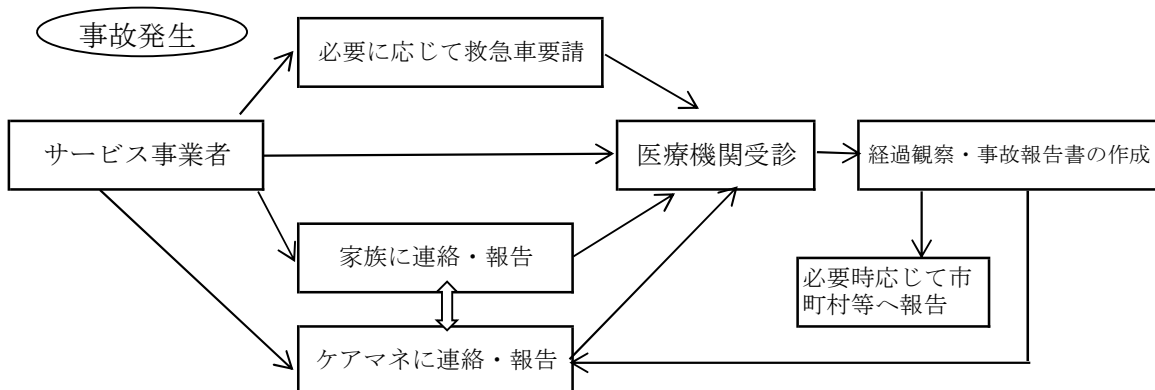 事故発生
必要に応じて救急車要請
サービス事業者
医療機関受診
経過観察・事故報告書の作成
家族に連絡・報告
必要時応じて市
町村等へ報告
ケアマネに連絡・報告